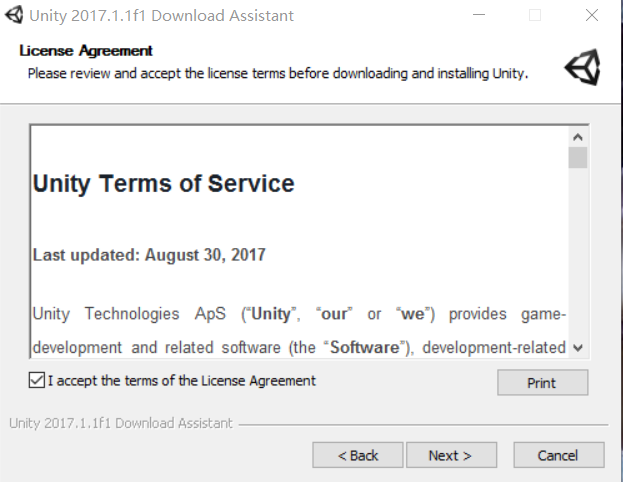 Unity 2017.1.1f1 Download Assistant
License Agreement
Please review and accept the license terms before downloading and installing Unity.
Unity Terms of Service
Last updated: August 30, 2017
Unity Technologies ApS (“Unity”, “our” or “we”) provides game-
development and related software (the “Software”), development-related
I accept the terms of the License Agreement
Print
Unity 2017.1.1f1 Download Assistant
< Back
Next >
Cancel